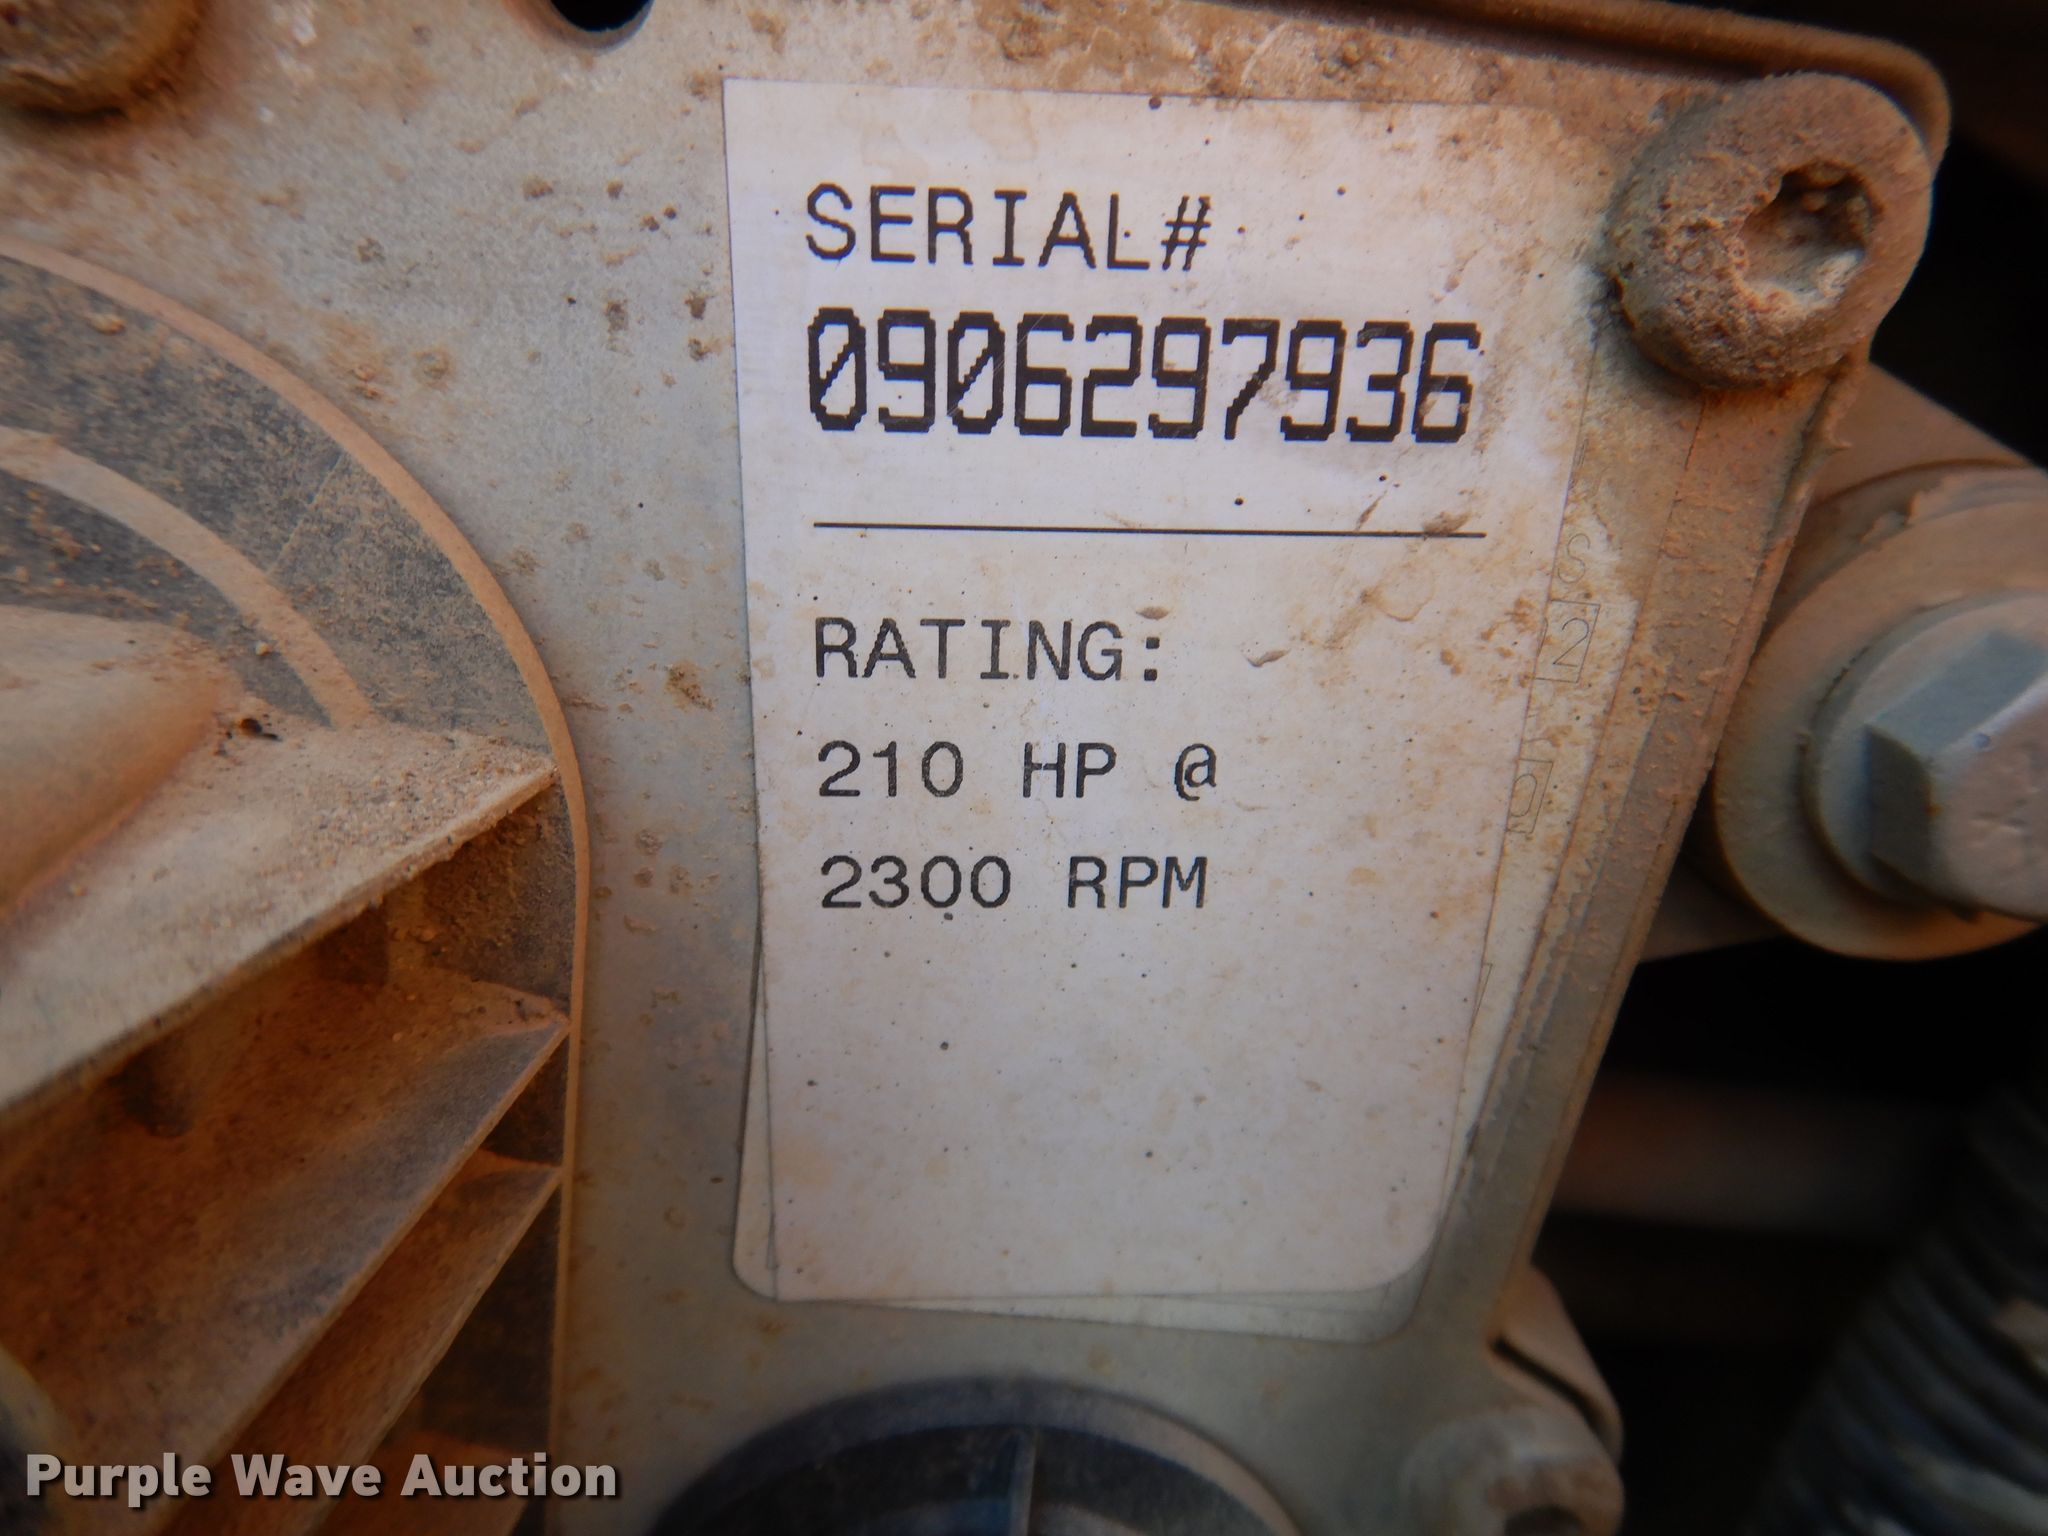 SERIAL#
0906297936
RATING:
210 HP @
2300 RPM
Purple Wave Auction